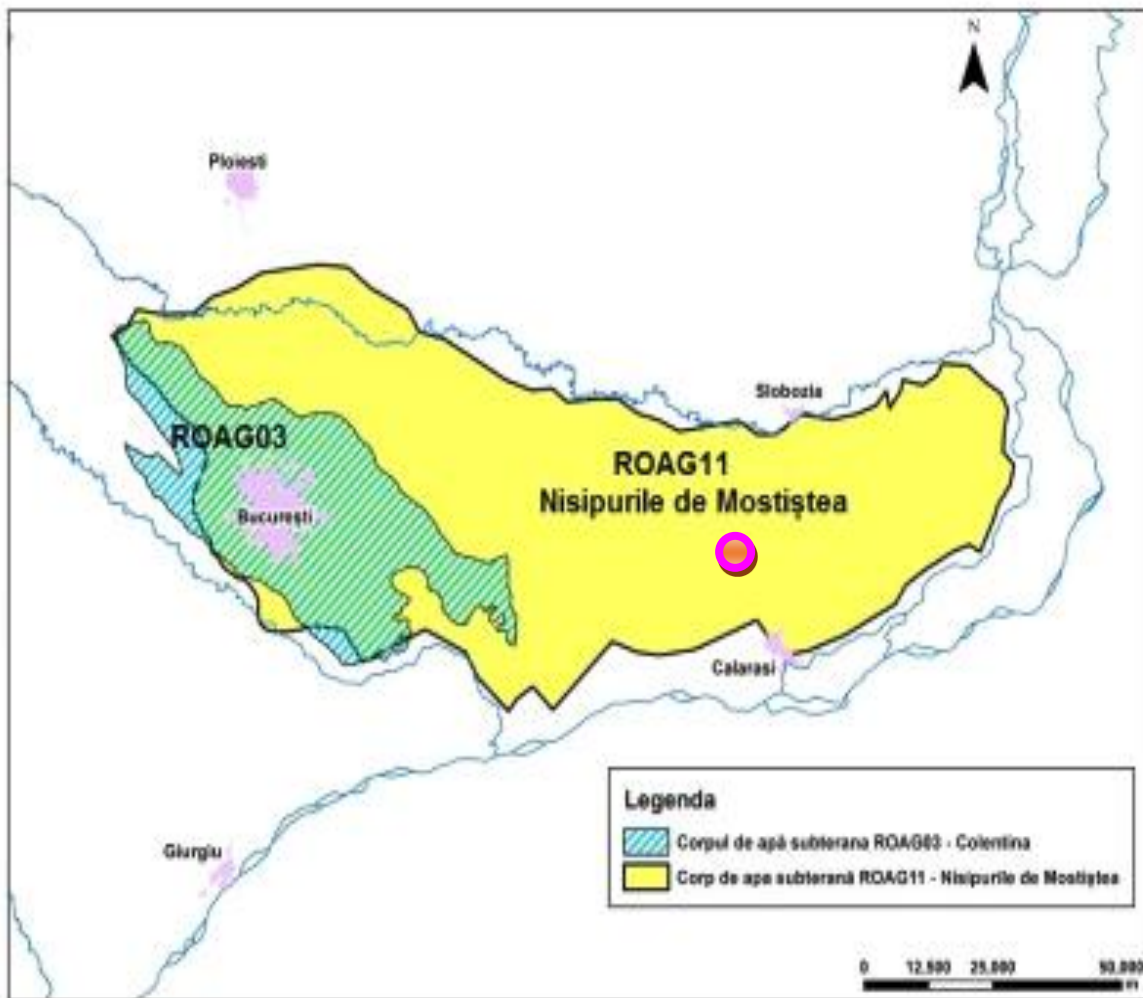 N
Ploiesti
Slobozia
ROAG03
ROAG11
Nisipurile de Mostiștea
București
Calarasi
Giurgiu
Legenda
Corpul de apă subterana ROAG03 - Colentina
Corp de apa subterană ROAG11 - Nisipurile de Mostiștea
0 12,500 25,000 50,000
m